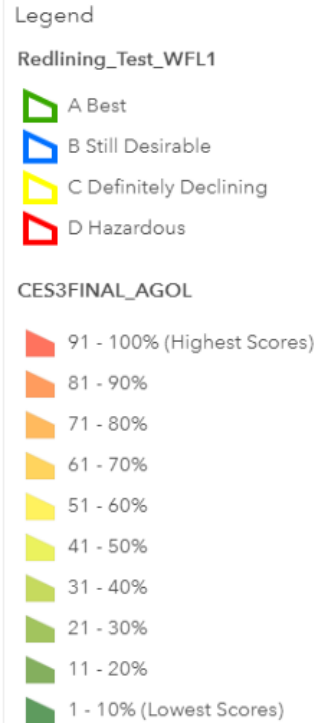 Legend
Redlining_Test_WFL1
A Best
B Still Desirable
C Definitely Declining
D Hazardous
CES3FINAL_AGOL
91 - 100% (Highest Scores)
81 - 90%
71 - 80%
61 - 70%
51 - 60%
41 - 50%
31 - 40%
21 - 30%
11 - 20%
1 - 10% (Lowest Scores)